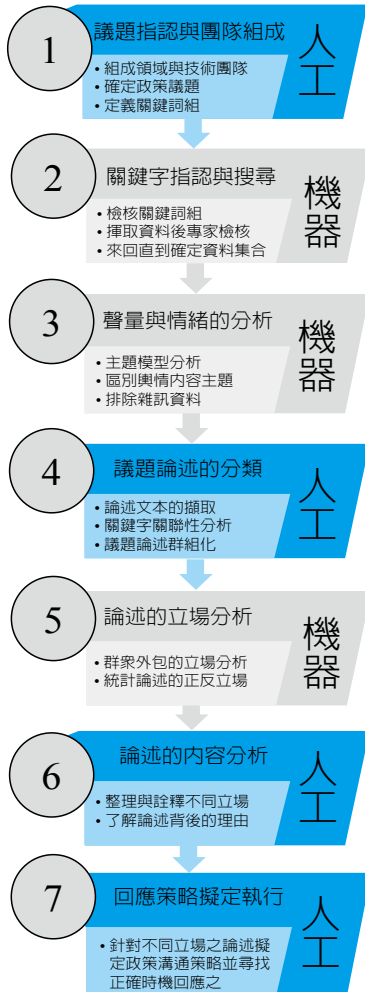 1
議題指認與團隊組成
人工
• 組成領域與技術團隊
• 確定政策議題
• 定義關鍵詞組
2
關鍵字指認與搜尋
機器
• 檢核關鍵詞組
• 揮取資料後專家檢核
• 來回直到確定資料集合
3
聲量與情緒的分析
機器
• 主題模型分析
• 區別輿情內容主題
• 排除雜訊資料
4
議題論述的分類
人工
• 論述文本的擷取
• 關鍵字關聯性分析
• 議題論述群組化
5
論述的立場分析
機器
• 群眾外包的立場分析
• 統計論述的正反立場
6
論述的內容分析
人工
• 整理與詮釋不同立場
• 了解論述背後的理由
7
回應策略擬定執行
人工
• 針對不同立場之論述擬
定政策溝通策略並尋找
正確時機回應之